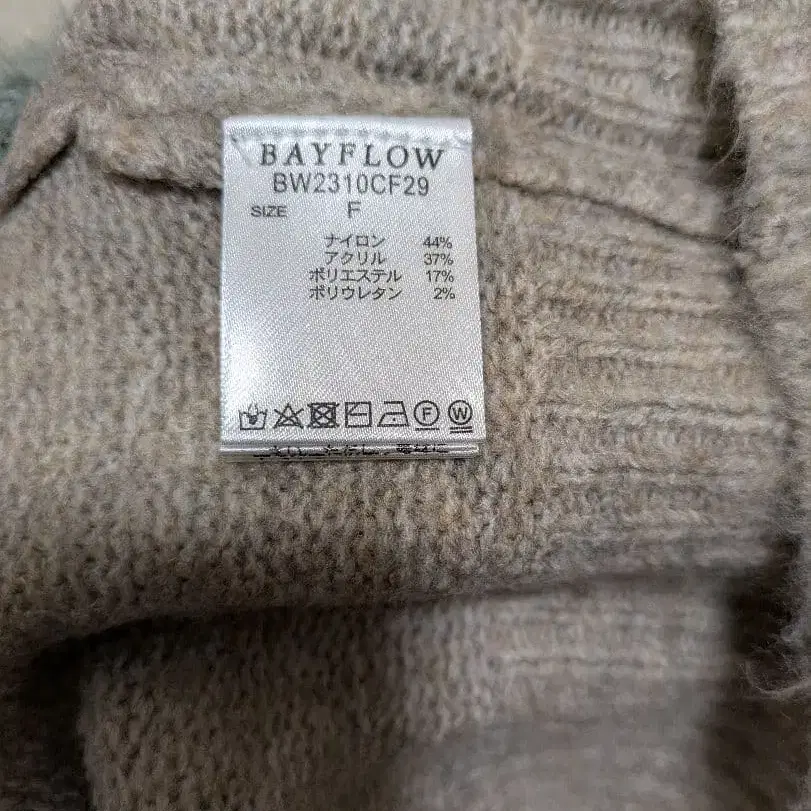 BAYFLOW
BW2310CF29
SIZE F
ナイロン 44%
アクリル 37%
ポリエステル 17%
ポリウレタン 2%
F W